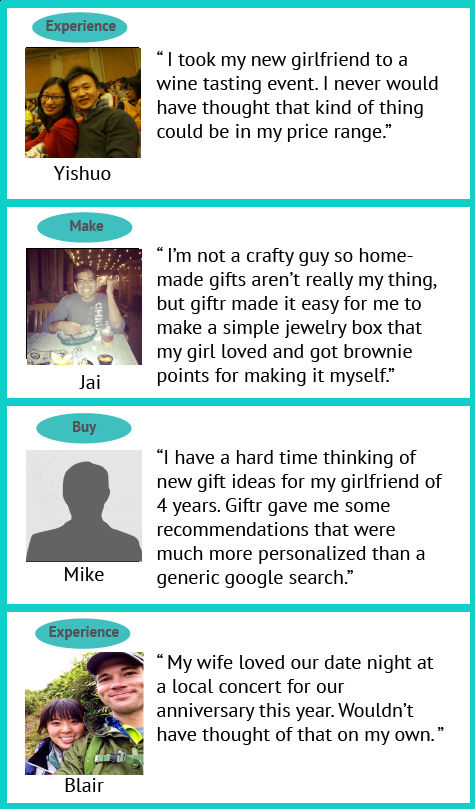 Experience
“ I took my new girlfriend to a
wine tasting event. I never would
have thought that kind of thing
could be in my price range.”
Yishuo
Make
“ I’m not a crafty guy so home-
made gifts aren’t really my thing,
but giftr made it easy for me to
make a simple jewelry box that
my girl loved and got brownie
points for making it myself.”
Jai
Buy
“I have a hard time thinking of
new gift ideas for my girlfriend of
4 years. Giftr gave me some
recommendations that were
much more personalized than a
generic google search.”
Mike
Experience
“ My wife loved our date night at
a local concert for our
anniversary this year. Wouldn’t
have thought of that on my own. ”
Blair